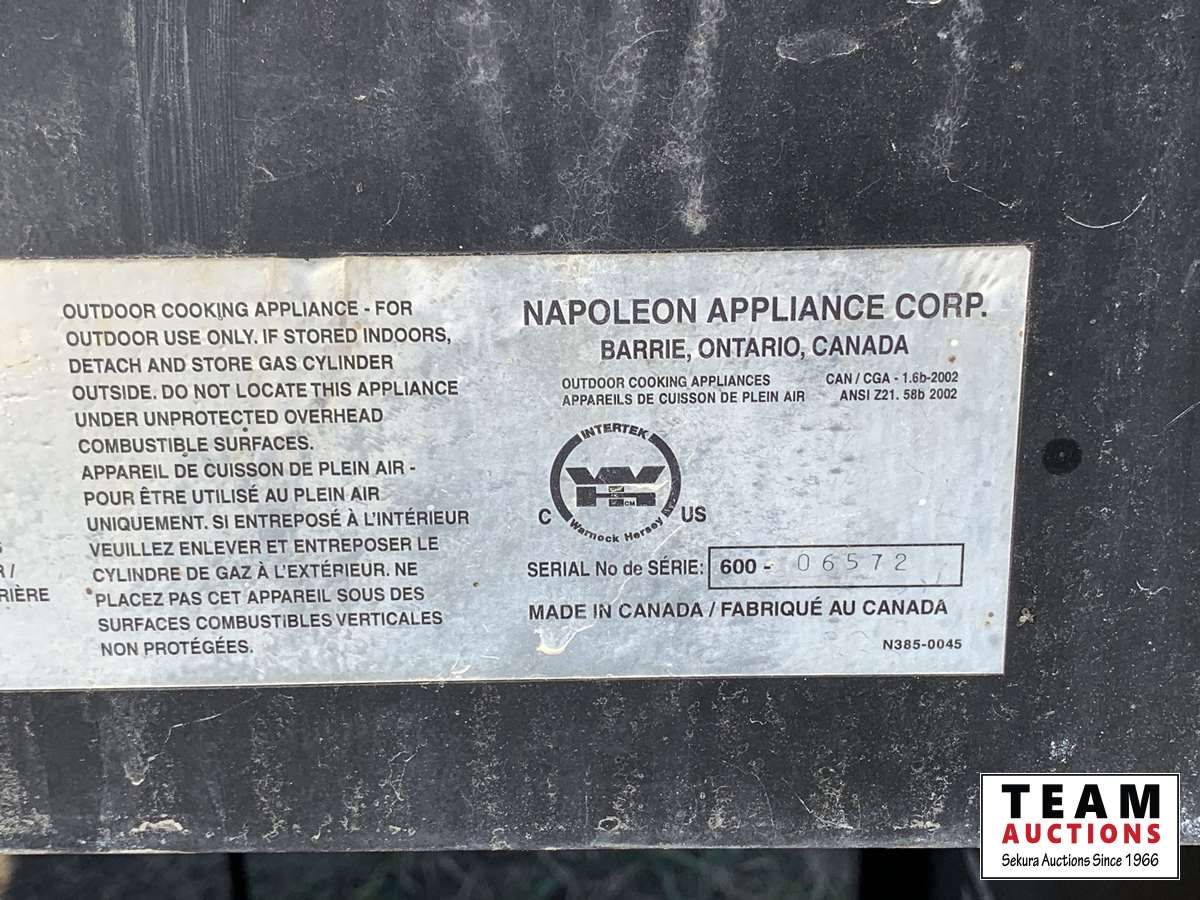 OUTDOOR COOKING APPLIANCE - FOR
OUTDOOR USE ONLY. IF STORED INDOORS,
DETACH AND STORE GAS CYLINDER
OUTSIDE. DO NOT LOCATE THIS APPLIANCE
UNDER UNPROTECTED OVERHEAD
COMBUSTIBLE SURFACES.
APPAREIL DE CUISSON DE PLEIN AIR -
POUR ÊTRE UTILISÉ AU PLEIN AIR
UNIQUEMENT. SI ENTREPOSÉ À L'INTÉRIEUR
VEUILLEZ ENLEVER ET ENTREPOSER LE
CYLINDRE DE GAZ À L'EXTÉRIEUR. NE
PLACEZ PAS CET APPAREIL SOUS DES
SURFACES COMBUSTIBLES VERTICALES
NON PROTÉGÉES.
NAPOLEON APPLIANCE CORP.
BARRIE, ONTARIO, CANADA
OUTDOOR COOKING APPLIANCES CAN / CGA - 1.6b-2002
APPAREILS DE CUISSON DE PLEIN AIR ANSI Z21. 58b 2002
INTERTEK
WH
CM
C US
Warnock Hersey
SERIAL No de SÉRIE: 600 - 06572
MADE IN CANADA / FABRIQUÉ AU CANADA
N385-0045
TEAM
AUCTIONS
Sekura Auctions Since 1966